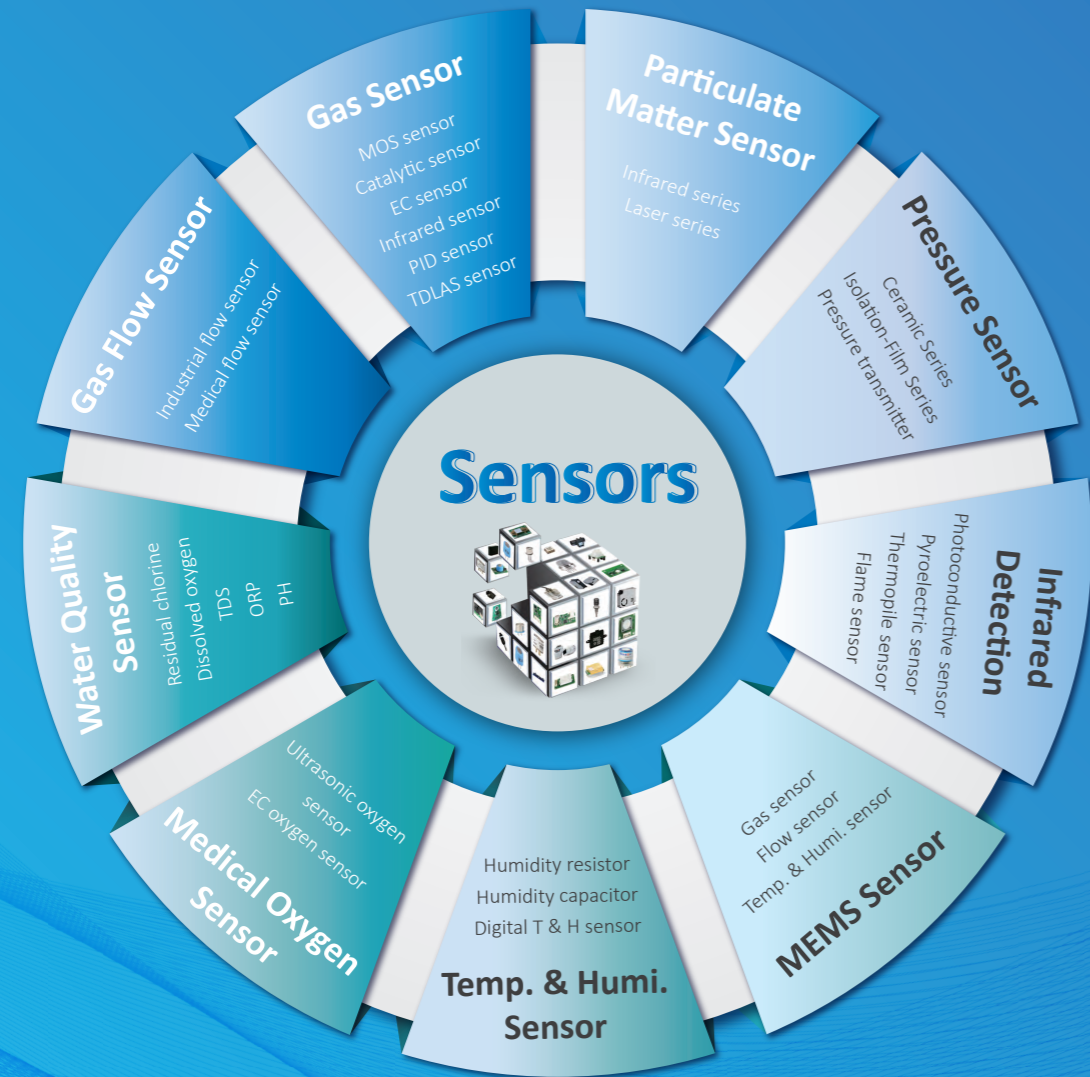 Sensors
Gas Sensor
MOS sensor
Catalytic sensor
EC sensor
Infrared sensor
PID sensor
TDLAS sensor
Particulate
Matter Sensor
Infrared series
Laser series
Pressure Sensor
Ceramic Series
Isolation-Film Series
Pressure transmitter
Infrared
Detection
Photoconductive sensor
Pyroelectric sensor
Thermopile sensor
Flame sensor
Gas sensor
Flow sensor
Temp. & Humi. sensor
MEMS Sensor
Humidity resistor
Humidity capacitor
Digital T & H sensor
Temp. & Humi.
Sensor
Ultrasonic oxygen
sensor
EC oxygen sensor
Medical Oxygen
Sensor
Water Quality
Sensor
Residual chlorine
Dissolved oxygen
TDS
ORP
PH
Gas Flow Sensor
Industrial flow sensor
Medical flow sensor